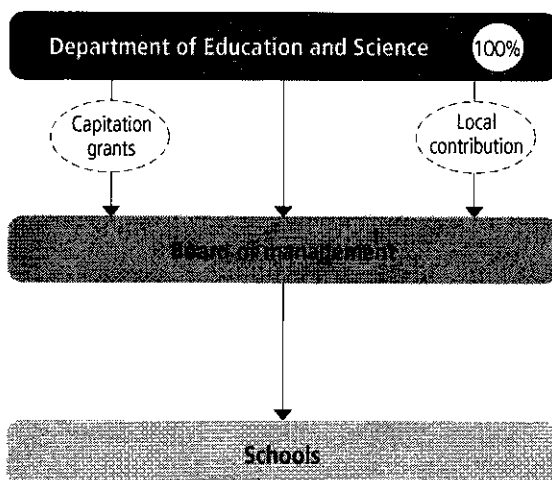 Department of Education and Science 100%
Capitation
grants
Local
contribution
Board of management
Schools